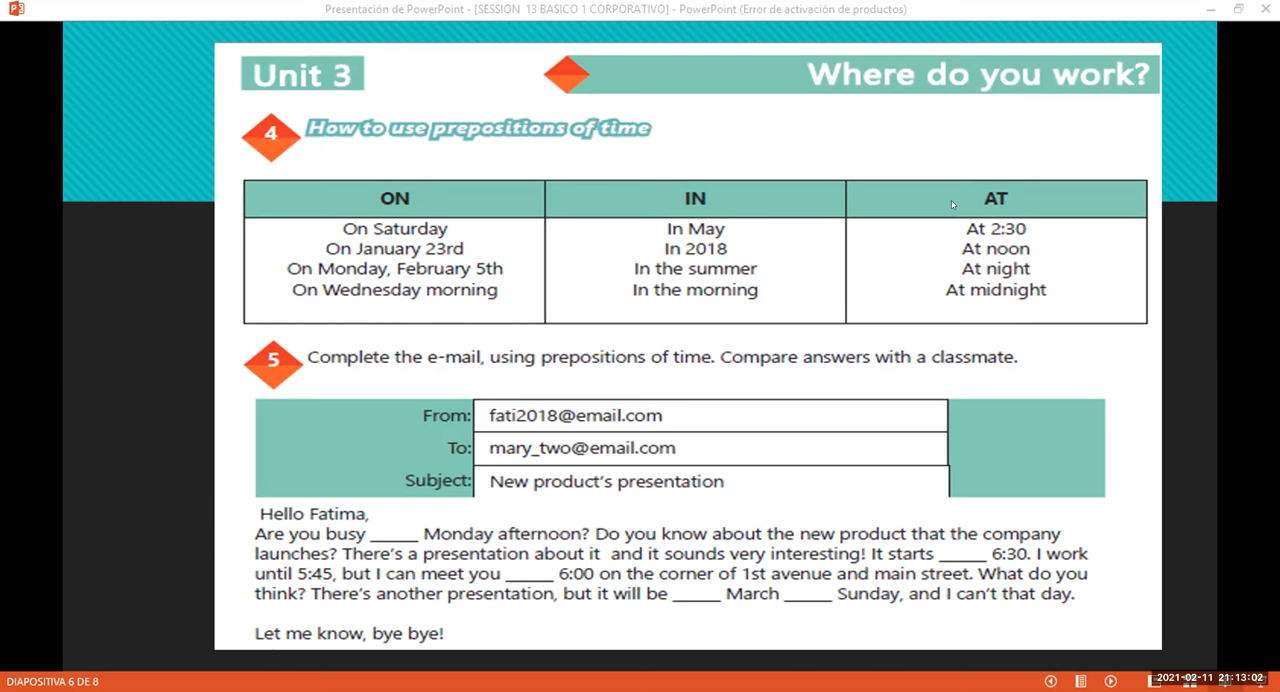 Presentación de PowerPoint - [SESSION 13 BASICO 1 CORPORATIVO] - PowerPoint (Error de activación de productos)
Unit 3
Where do you work?
4
How to use prepositions of time
ON IN AT
On Saturday In May At 2:30
On January 23rd In 2018 At noon
On Monday, February 5th In the summer At night
On Wednesday morning In the morning At midnight
5 Complete the e-mail, using prepositions of time. Compare answers with a classmate.
From: fati2018@email.com
To: mary_two@email.com
Subject: New product's presentation
Hello Fatima,
Are you busy _____ Monday afternoon? Do you know about the new product that the company
launches? There's a presentation about it and it sounds very interesting! It starts _____ 6:30. I work
until 5:45, but I can meet you _____ 6:00 on the corner of 1st avenue and main street. What do you
think? There's another presentation, but it will be _____ March _____ Sunday, and I can't that day.
Let me know, bye bye!
DIAPOSITIVA 6 DE 8
2021-02-11 21:13:02